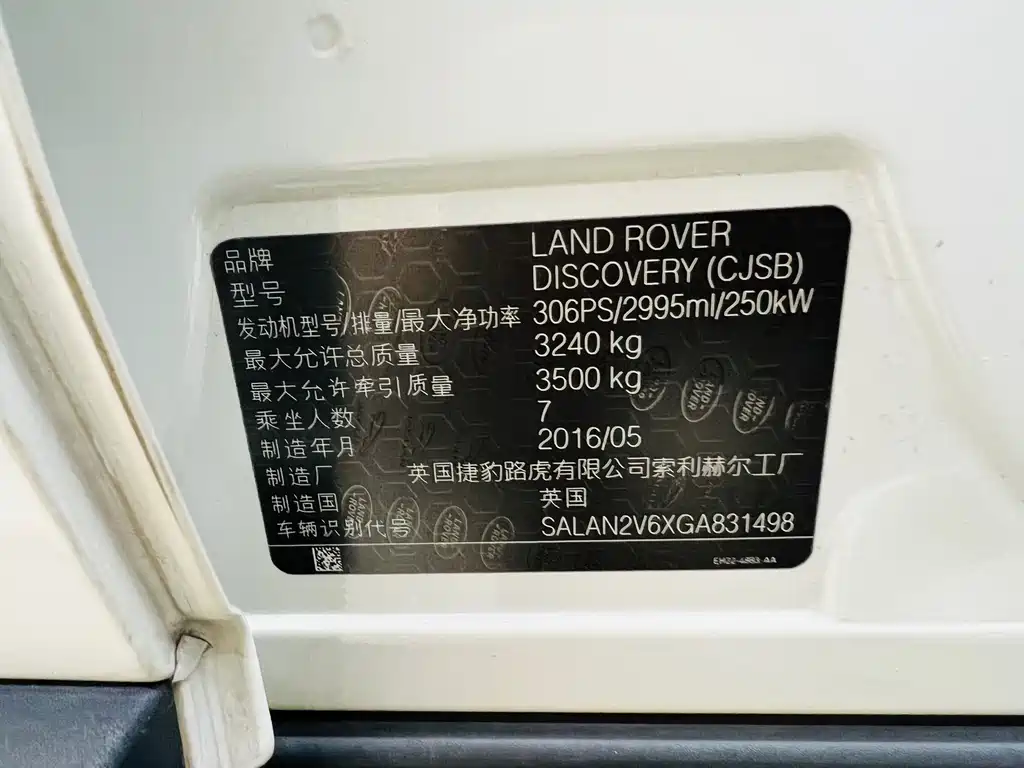 品牌 LAND ROVER
型号 DISCOVERY (CJSB)
发动机型号/排量/最大净功率 306PS/2995ml/250kW
最大允许总质量 3240 kg
最大允许牵引质量 3500 kg
乘坐人数 7
制造年月 2016/05
制造厂 英国捷豹路虎有限公司索利赫尔工厂
制造国 英国
车辆识别代号 SALAN2V6XGA831498